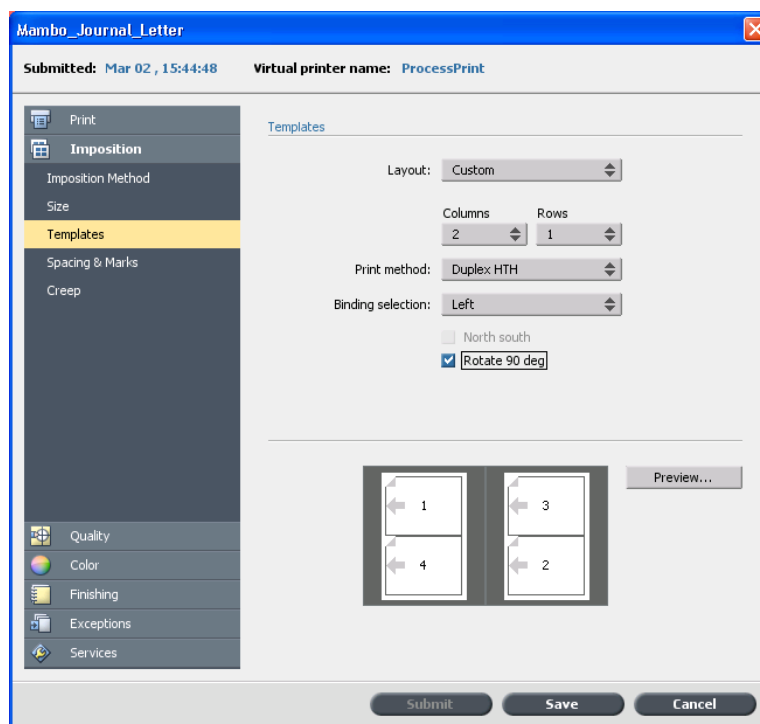 Mambo_Journal_Letter
Submitted: Mar 02 , 15:44:48 Virtual printer name: ProcessPrint
Print
Imposition
Imposition Method
Size
Templates
Spacing & Marks
Creep
Quality
Color
Finishing
Exceptions
Services
Templates
Layout: Custom
Columns Rows
2 1
Print method: Duplex HTH
Binding selection: Left
North south
Rotate 90 deg
1 3
4 2
Preview...
Submit Save Cancel